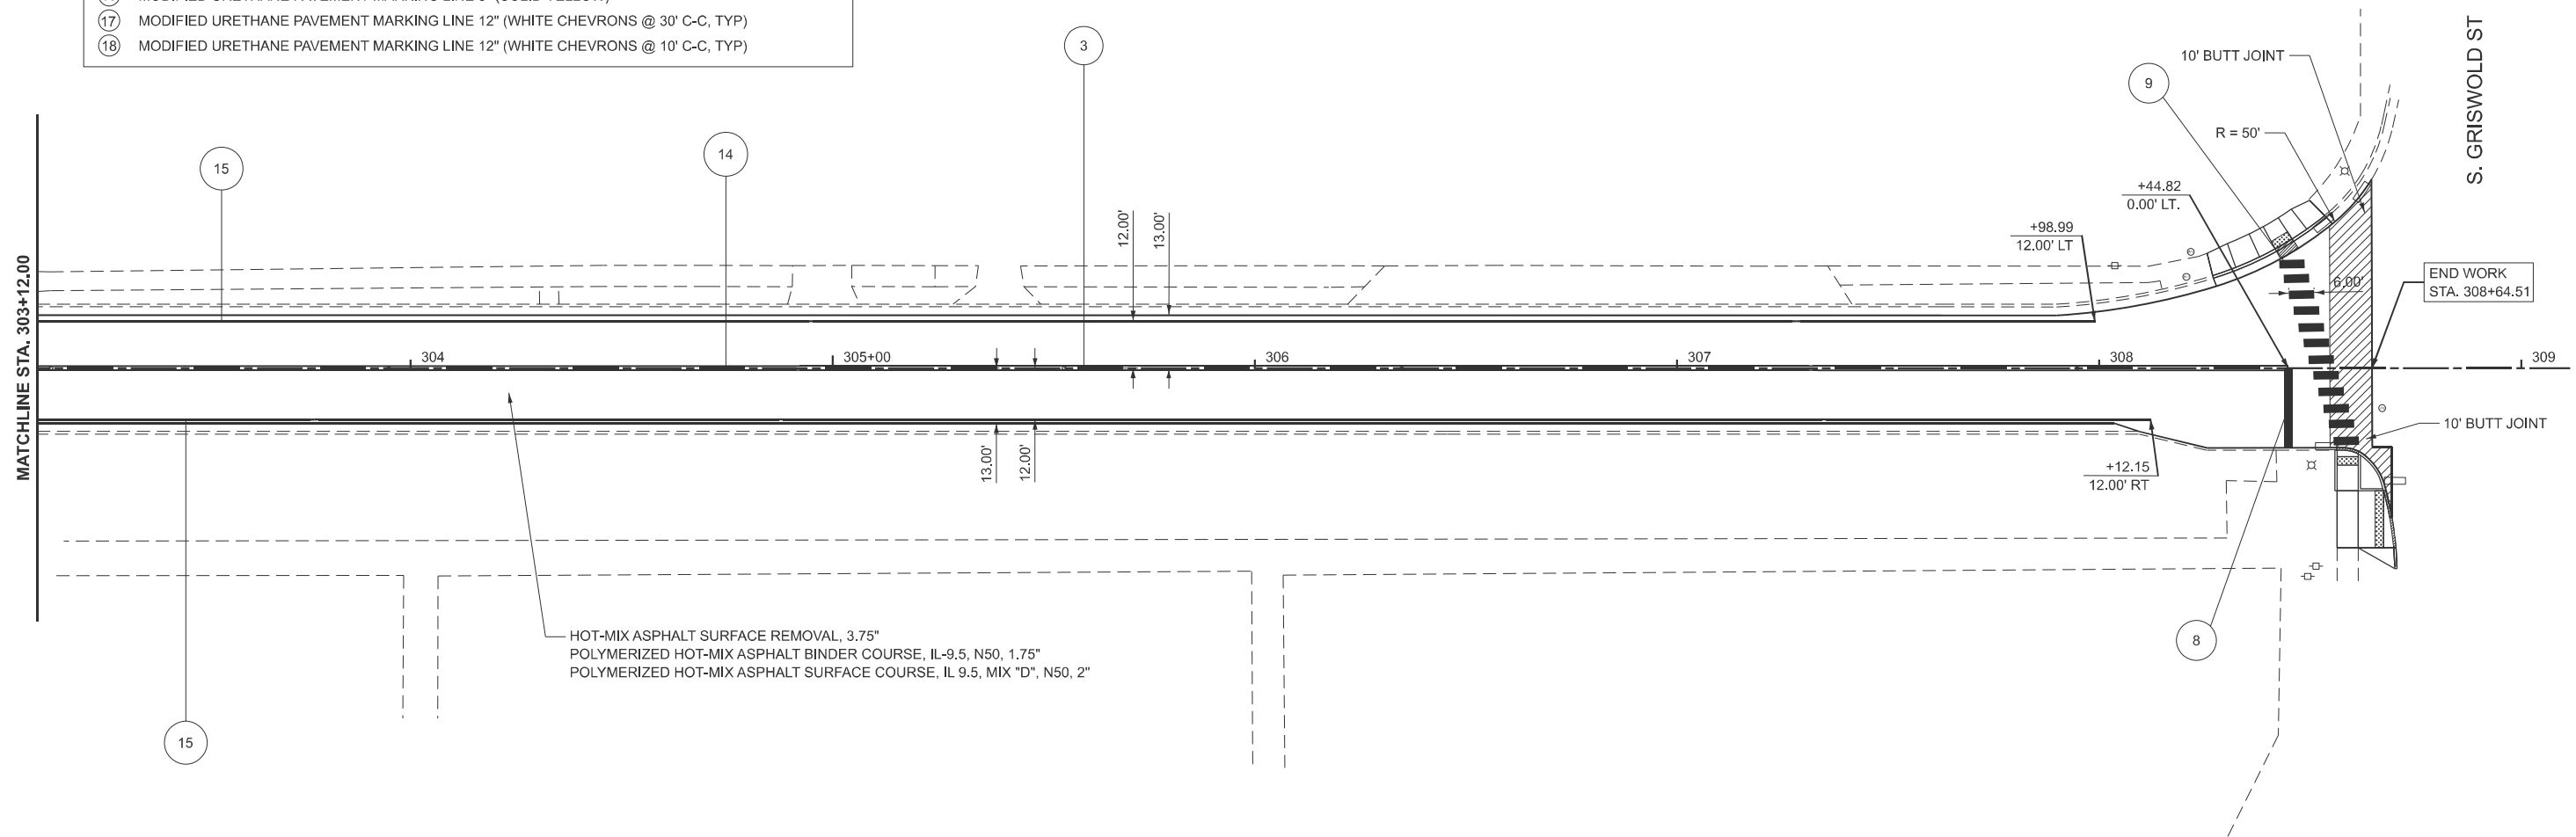 17 MODIFIED URETHANE PAVEMENT MARKING LINE 12" (WHITE CHEVRONS @ 30' C-C, TYP)
18 MODIFIED URETHANE PAVEMENT MARKING LINE 12" (WHITE CHEVRONS @ 10' C-C, TYP)
3
S. GRISWOLD ST
10' BUTT JOINT
9
R = 50'
15
14
+44.82
0.00' LT.
12.00'
13.00'
+98.99
12.00' LT
MATCHLINE STA. 303+12.00
6.00'
END WORK
STA. 308+64.51
304
305+00
306
307
308
309
10' BUTT JOINT
13.00'
12.00'
+12.15
12.00' RT
HOT-MIX ASPHALT SURFACE REMOVAL, 3.75"
POLYMERIZED HOT-MIX ASPHALT BINDER COURSE, IL-9.5, N50, 1.75"
POLYMERIZED HOT-MIX ASPHALT SURFACE COURSE, IL 9.5, MIX "D", N50, 2"
8
15